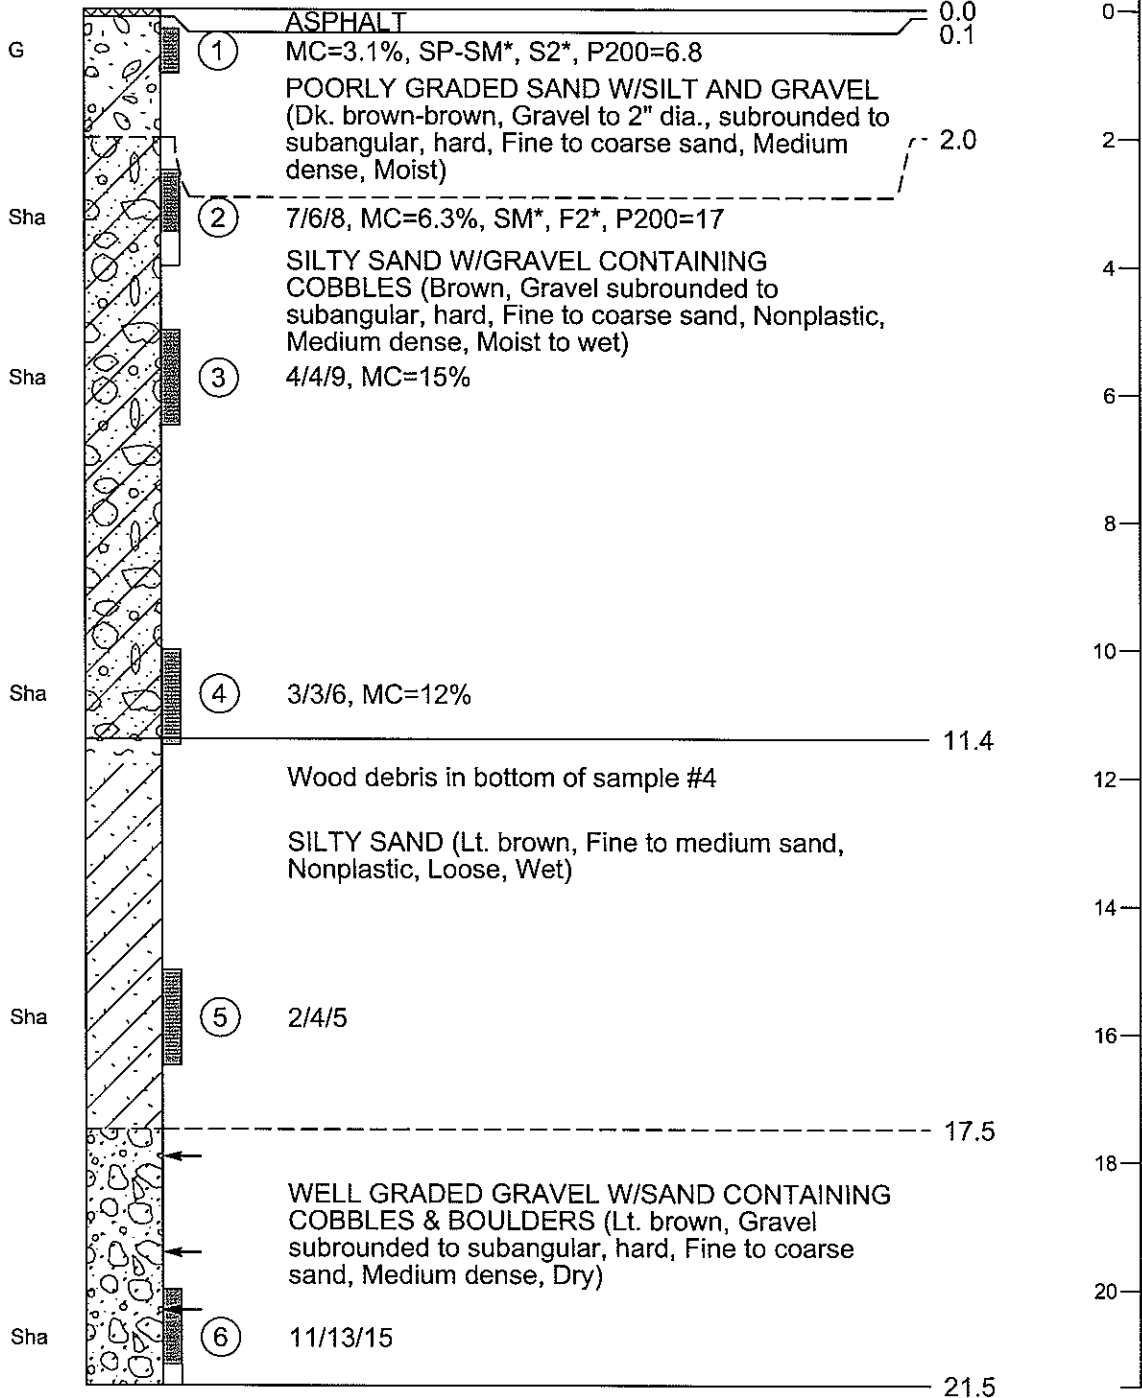 ASPHALT
0.0
0.1
0
G
1
MC=3.1%, SP-SM*, S2*, P200=6.8
POORLY GRADED SAND W/SILT AND GRAVEL
(Dk. brown-brown, Gravel to 2" dia., subrounded to
subangular, hard, Fine to coarse sand, Medium
dense, Moist)
2.0
2
Sha
2
7/6/8, MC=6.3%, SM*, F2*, P200=17
SILTY SAND W/GRAVEL CONTAINING
COBBLES (Brown, Gravel subrounded to
subangular, hard, Fine to coarse sand, Nonplastic,
Medium dense, Moist to wet)
4
Sha
3
4/4/9, MC=15%
6
8
10
Sha
4
3/3/6, MC=12%
11.4
Wood debris in bottom of sample #4
12
SILTY SAND (Lt. brown, Fine to medium sand,
Nonplastic, Loose, Wet)
14
Sha
5
2/4/5
16
17.5
18
WELL GRADED GRAVEL W/SAND CONTAINING
COBBLES & BOULDERS (Lt. brown, Gravel
subrounded to subangular, hard, Fine to coarse
sand, Medium dense, Dry)
20
Sha
6
11/13/15
21.5